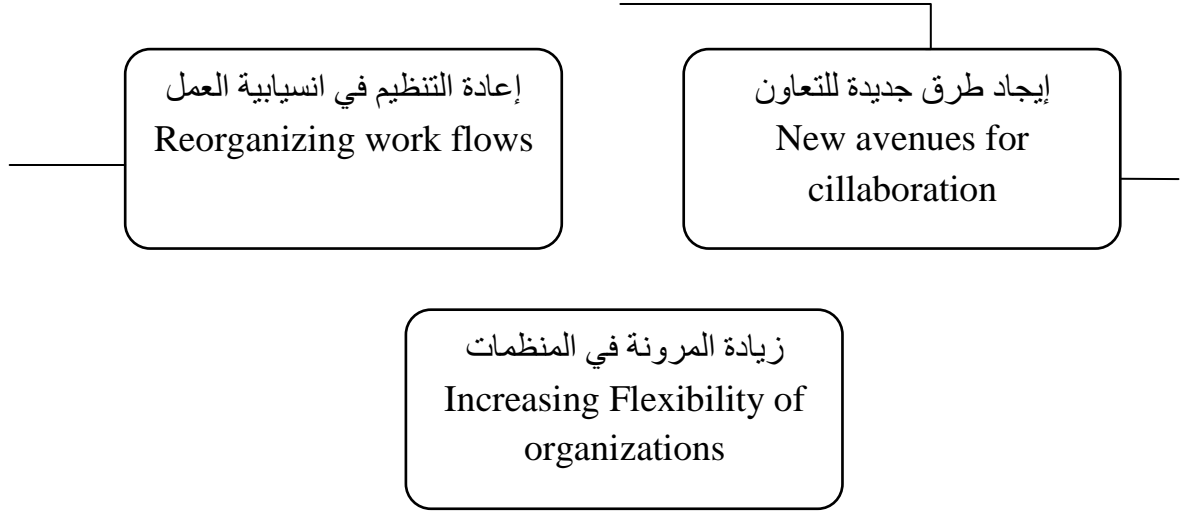 إيجاد طرق جديدة للتعاون
New avenues for
cillaboration
إعادة التنظيم في انسيابية العمل
Reorganizing work flows
زيادة المرونة في المنظمات
Increasing Flexibility of
organizations